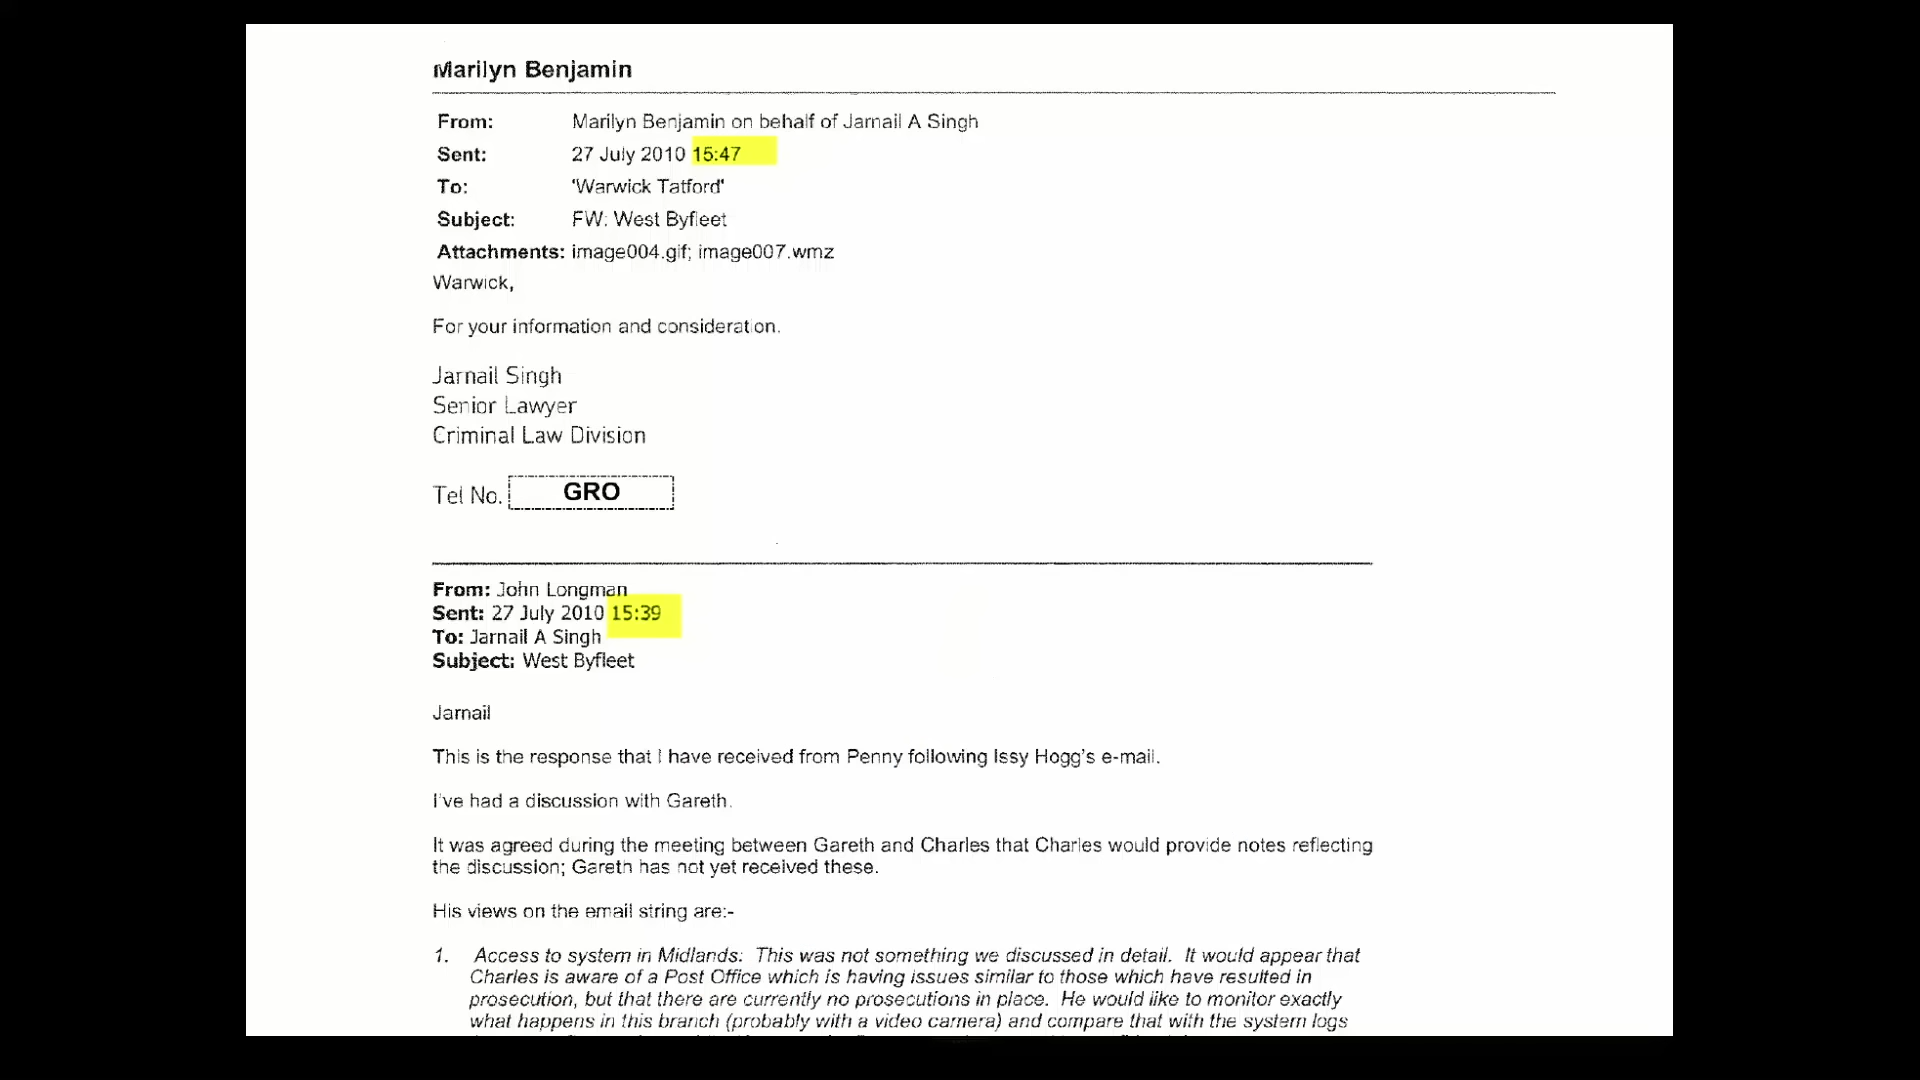 Marilyn Benjamin
From: Marilyn Benjamin on behalf of Jarnail A Singh
Sent: 27 July 2010 15:47
To: 'Warwick Tatford'
Subject: FW: West Byfleet
Attachments: image004.gif; image007.wmz
Warwick,
For your information and consideration.
Jarnail Singh
Senior Lawyer
Criminal Law Division
Tel No. GRO
From: John Longman
Sent: 27 July 2010 15:39
To: Jarnail A Singh
Subject: West Byfleet
Jarnail
This is the response that I have received from Penny following Issy Hogg's e-mail.
I've had a discussion with Gareth.
It was agreed during the meeting between Gareth and Charles that Charles would provide notes reflecting
the discussion; Gareth has not yet received these.
His views on the email string are:-
1. Access to system in Midlands: This was not something we discussed in detail. It would appear that
Charles is aware of a Post Office which is having issues similar to those which have resulted in
prosecution, but that there are currently no prosecutions in place. He would like to monitor exactly
what happens in this branch (probably with a video camera) and compare that with the system logs